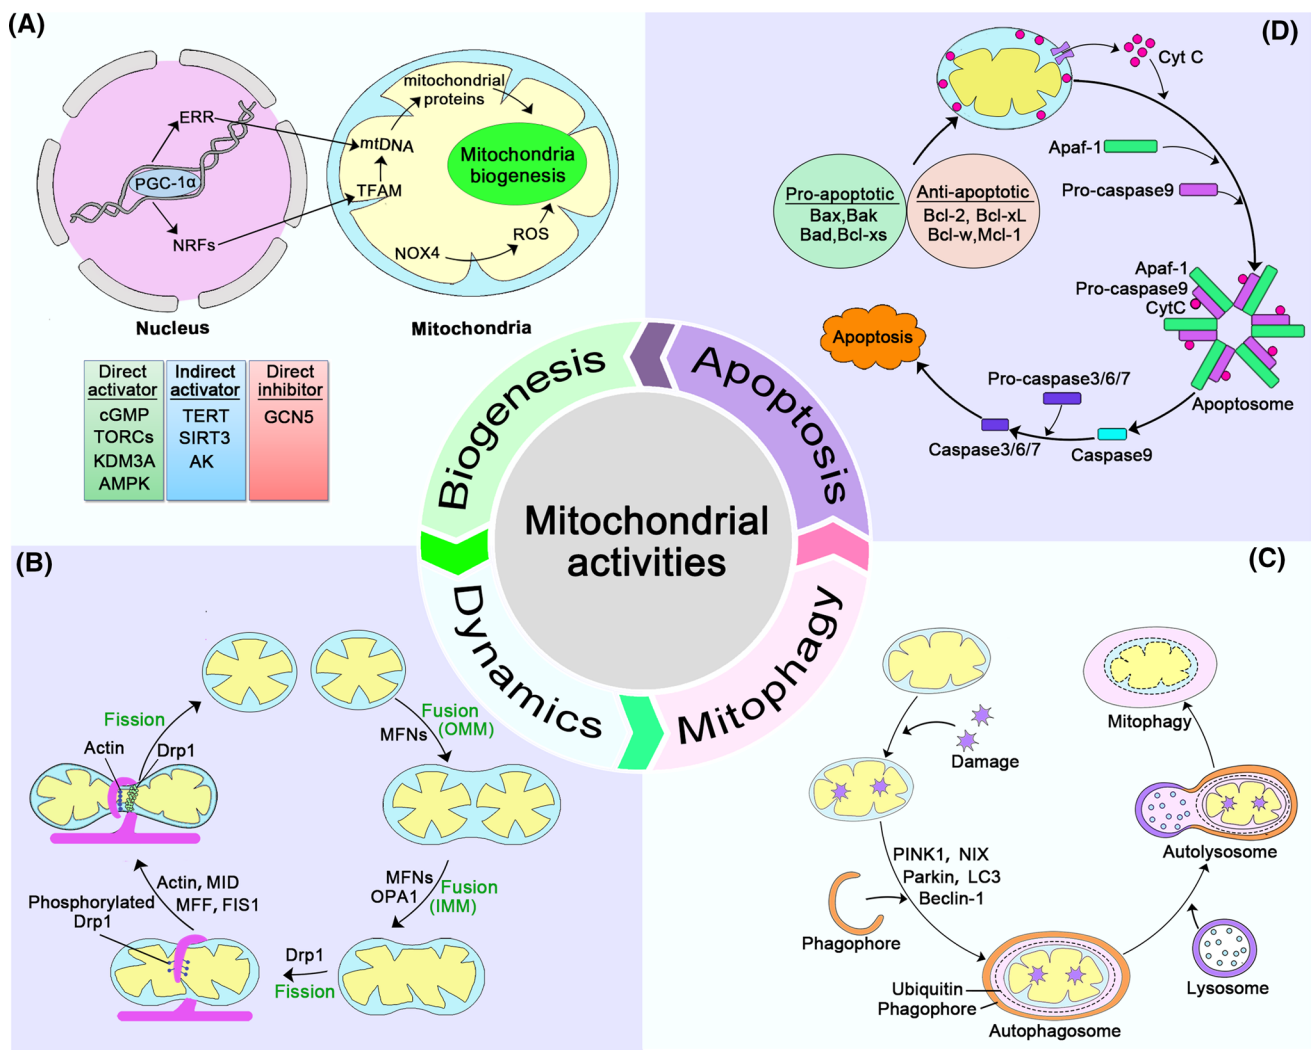 (A)
ERR
PGC-1α
NRFs
Nucleus
mitochondrial
proteins
mtDNA
TFAM
NOX4
ROS
Mitochondria
biogenesis
Mitochondria
Direct
activator
cGMP
TORCs
KDM3A
AMPK
Indirect
activator
TERT
SIRT3
AK
Direct
inhibitor
GCN5
(D)
Cyt C
Apaf-1
Pro-caspase9
Pro-apoptotic
Bax,Bak
Bad,Bcl-xs
Anti-apoptotic
Bcl-2, Bcl-xL
Bcl-w,Mcl-1
Apaf-1
Pro-caspase9
CytC
Apoptosome
Caspase9
Pro-caspase3/6/7
Caspase3/6/7
Apoptosis
Biogenesis
Apoptosis
Mitochondrial
activities
Dynamics
Mitophagy
(B)
Fission
Actin
Drp1
MFNs
Fusion
(OMM)
MFNs
OPA1
Fusion
(IMM)
Drp1
Fission
Actin, MID
MFF, FIS1
Phosphorylated
Drp1
(C)
Damage
PINK1, NIX
Parkin, LC3
Beclin-1
Phagophore
Ubiquitin
Phagophore
Autophagosome
Lysosome
Autolysosome
Mitophagy